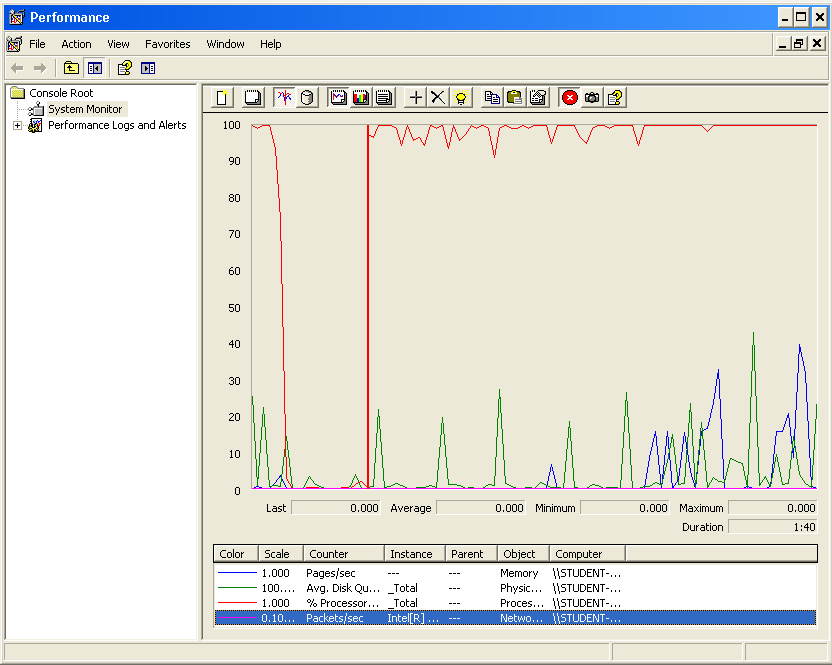 Performance
File Action View Favorites Window Help
Console Root
System Monitor
Performance Logs and Alerts
100
90
80
70
60
50
40
30
20
10
0
Last 0.000 Average 0.000 Minimum 0.000 Maximum 0.000
Duration 1:40
Color Scale Counter Instance Parent Object Computer
1.000 Pages/sec --- --- Memory \\STUDENT-...
100.... Avg. Disk Qu... _Total --- Physic... \\STUDENT-...
1.000 % Processor... _Total --- Proces... \\STUDENT-...
0.10... Packets/sec Intel[R] ... --- Netwo... \\STUDENT-...